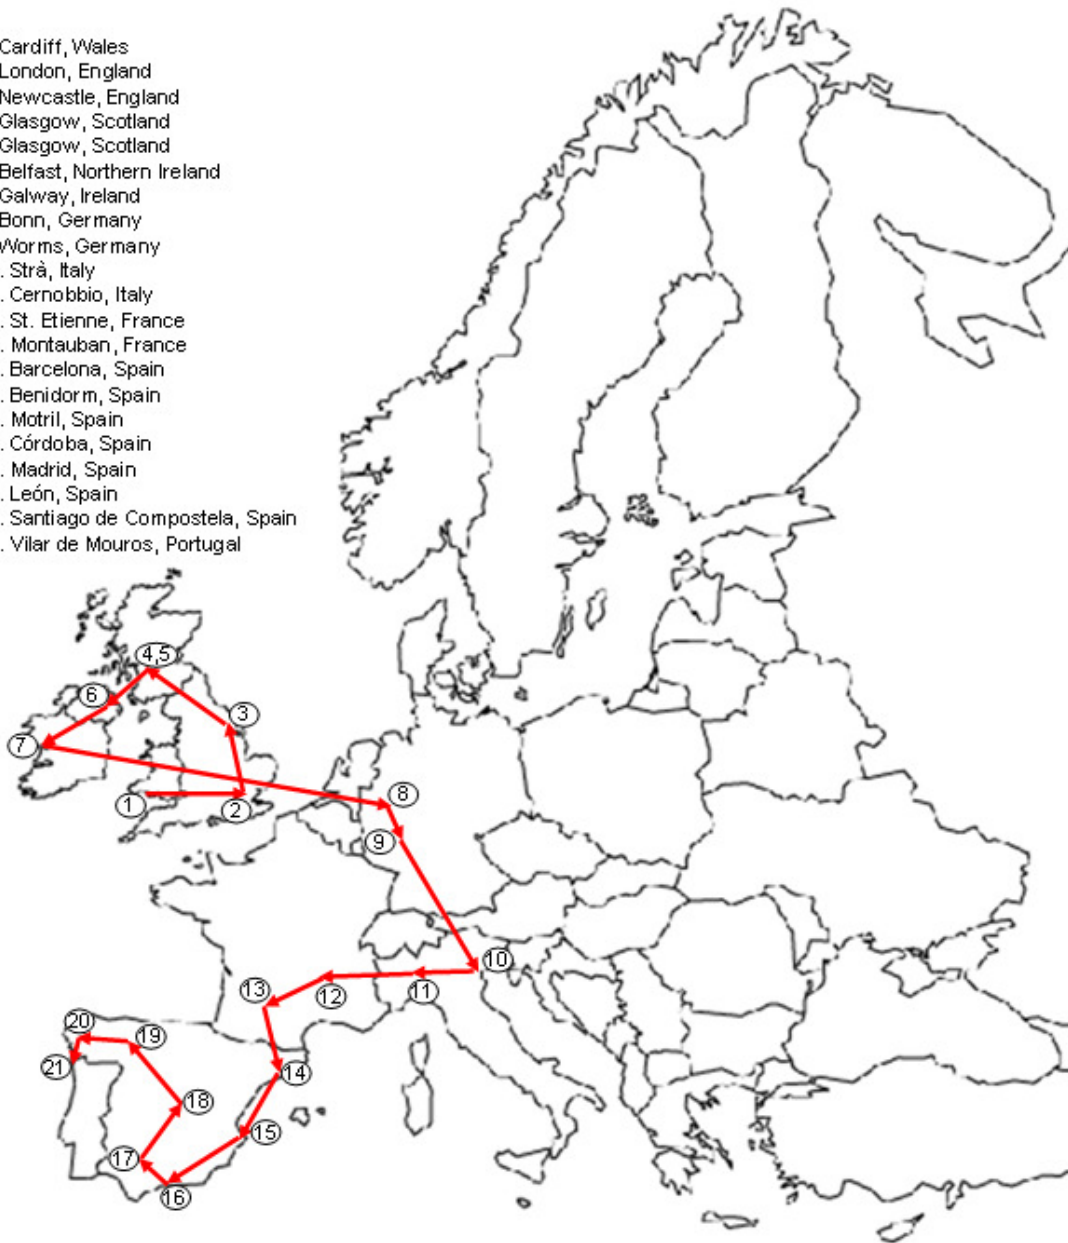 Cardiff, Wales
London, England
Newcastle, England
Glasgow, Scotland
Glasgow, Scotland
Belfast, Northern Ireland
Galway, Ireland
Bonn, Germany
Worms, Germany
. Strà, Italy
. Cernobbio, Italy
. St. Etienne, France
. Montauban, France
. Barcelona, Spain
. Benidorm, Spain
. Motril, Spain
. Córdoba, Spain
. Madrid, Spain
. León, Spain
. Santiago de Compostela, Spain
. Vilar de Mouros, Portugal
4,5
6
3
7
8
1
2
9
10
11
12
13
20
19
21
14
18
15
17
16